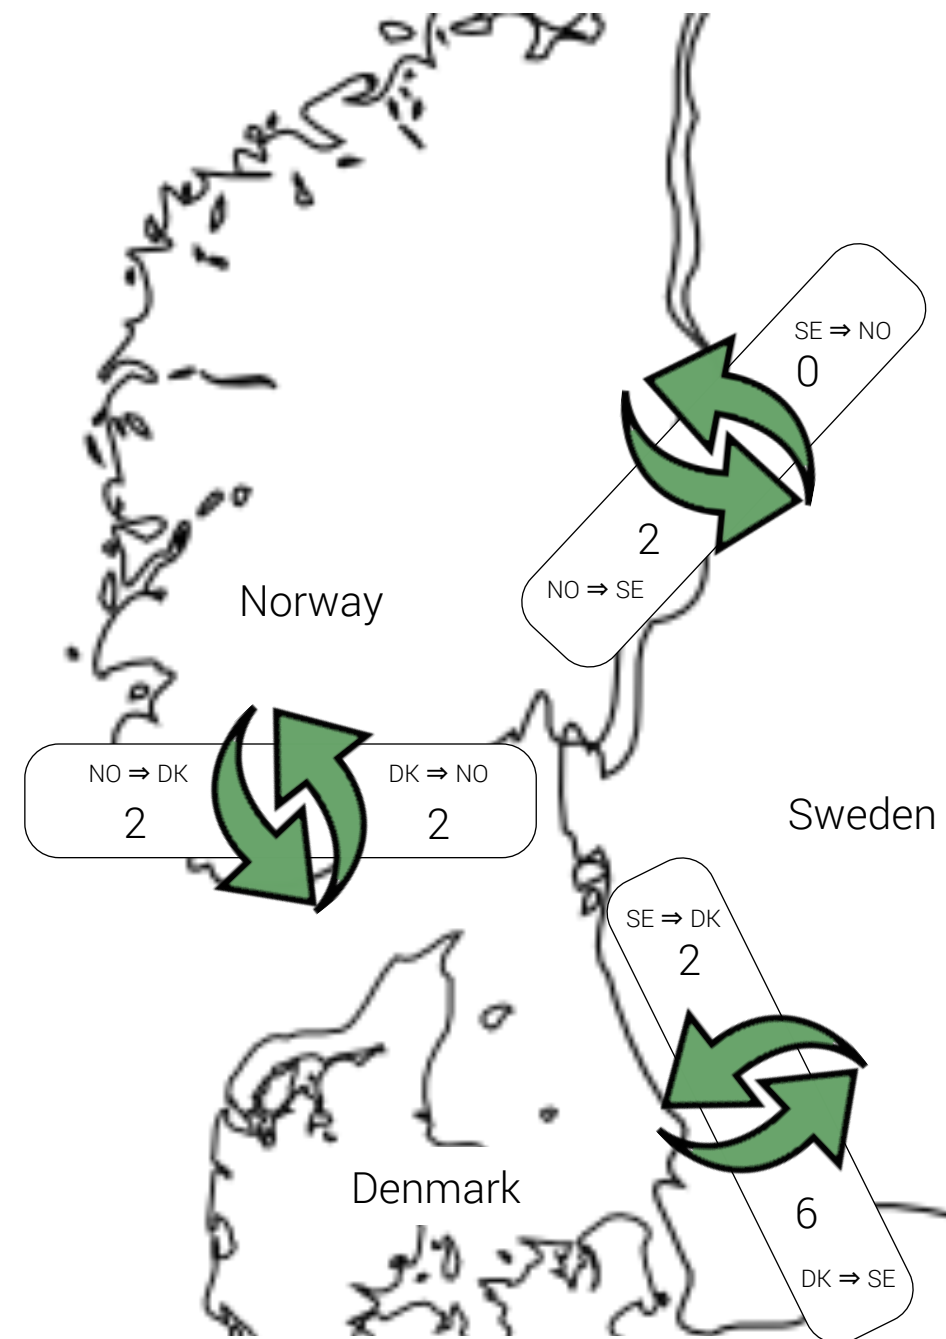 SE ⇒ NO
0
2
NO ⇒ SE
Norway
NO ⇒ DK
2
DK ⇒ NO
2
Sweden
SE ⇒ DK
2
Denmark
6
DK ⇒ SE